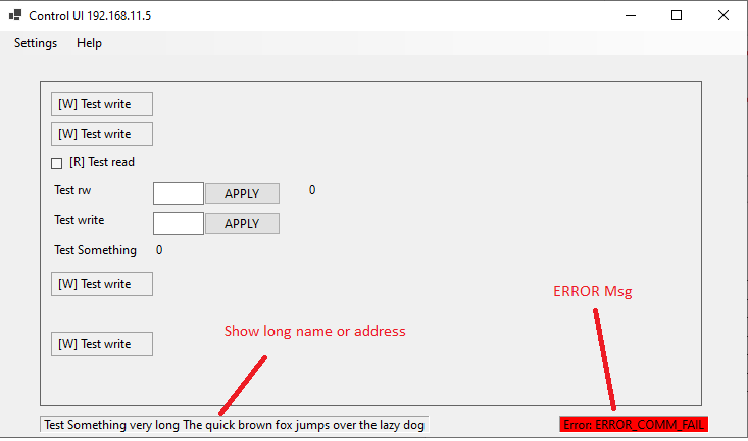 Control UI 192.168.11.5
Settings Help
[W] Test write
[W] Test write
[R] Test read
Test rw APPLY 0
Test write APPLY
Test Something 0
[W] Test write
ERROR Msg
Show long name or address
[W] Test write
Test Something very long The quick brown fox jumps over the lazy dog
Error: ERROR_COMM_FAIL